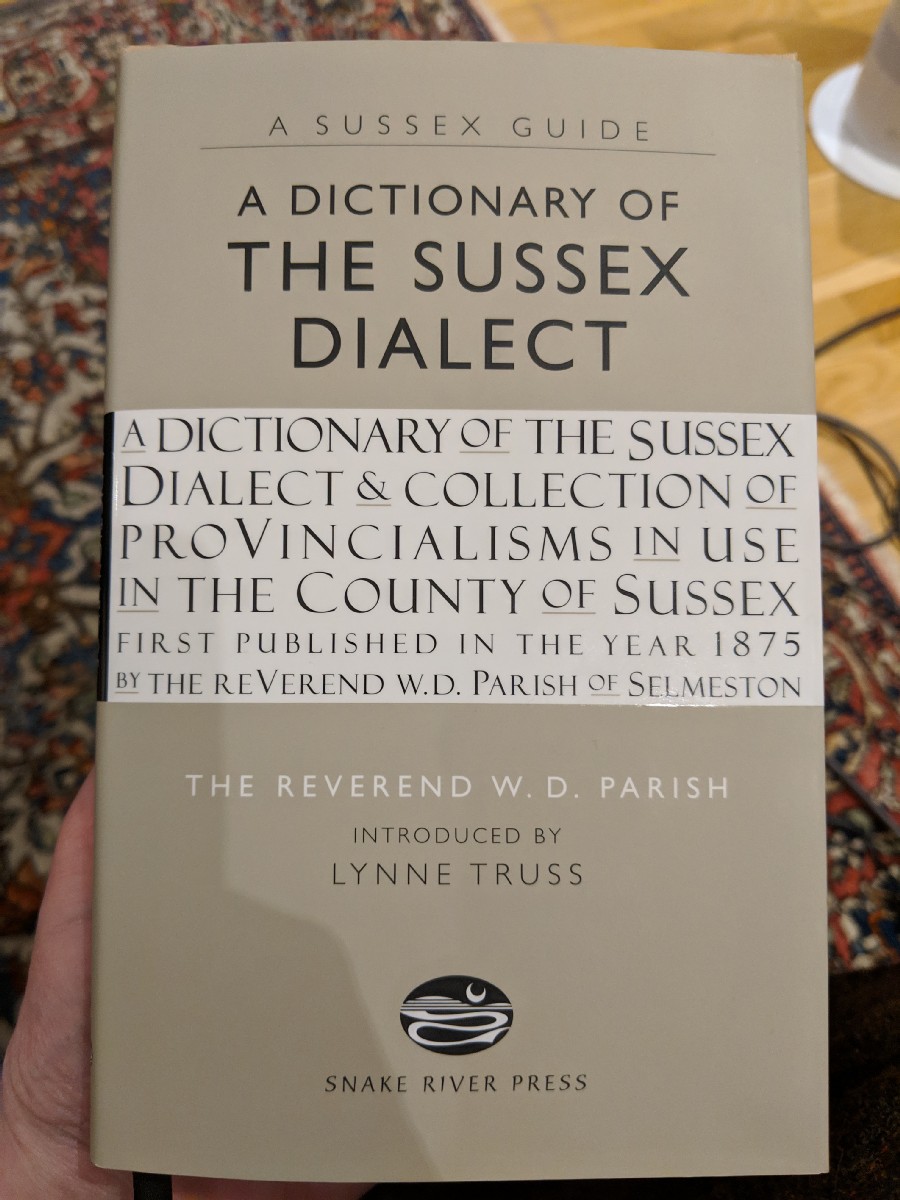 A SUSSEX GUIDE
A DICTIONARY OF
THE SUSSEX
DIALECT
A DICTIONARY OF THE SUSSEX
DIALECT & COLLECTION OF
PROVINCIALISMS IN USE
IN THE COUNTY OF SUSSEX
FIRST PUBLISHED IN THE YEAR 1875
BY THE REVEREND W.D. PARISH OF SELMESTON
THE REVEREND W. D. PARISH
INTRODUCED BY
LYNNE TRUSS
SNAKE RIVER PRESS